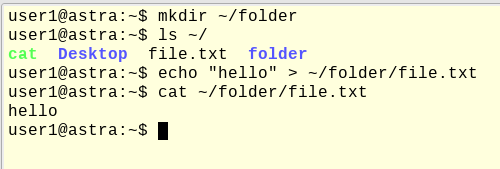 user1@astra:~$ mkdir ~/folder
user1@astra:~$ ls ~/
cat  Desktop  file.txt  folder
user1@astra:~$ echo "hello" > ~/folder/file.txt
user1@astra:~$ cat ~/folder/file.txt
hello
user1@astra:~$